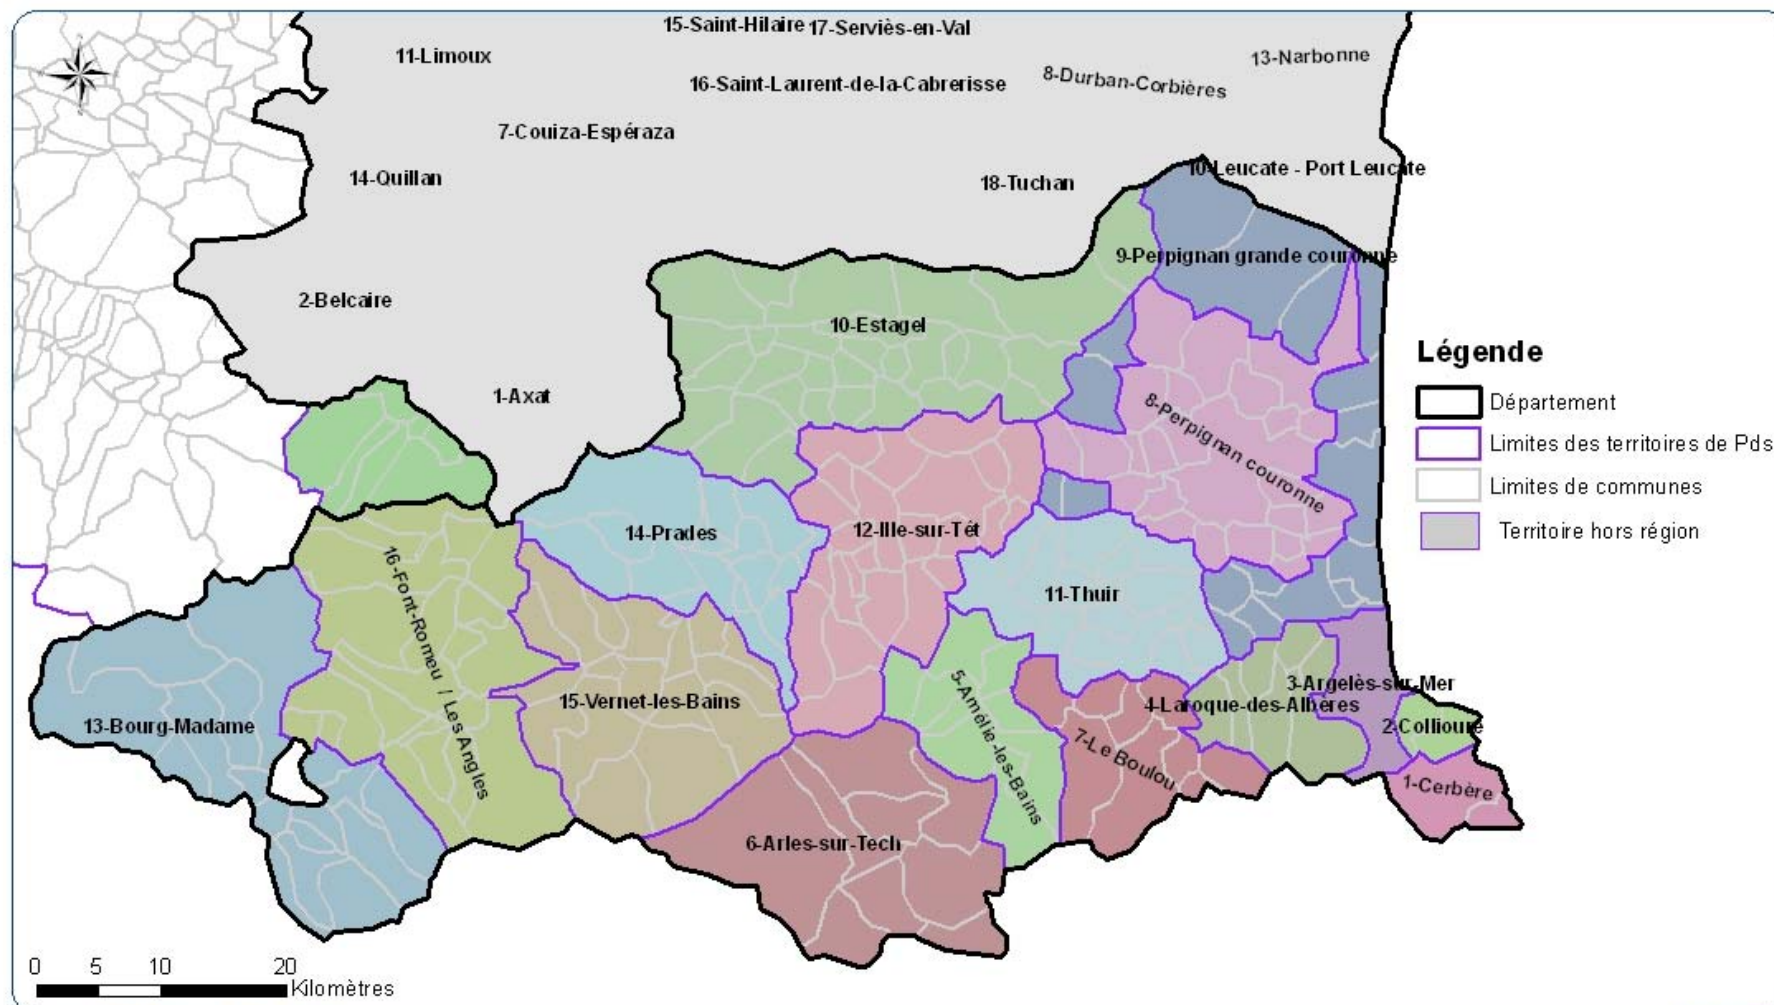 15-Saint-Hilaire
17-Serviès-en-Val
11-Limoux
13-Narbonne
16-Saint-Laurent-de-la-Cabrerisse
8-Durban-Corbières
7-Couiza-Espéraza
14-Quillan
18-Tuchan
10-Leucate - Port Leucate
9-Perpignan grande couronne
2-Belcaire
10-Estagel
1-Axat
8-Perpignan couronne
14-Prades
12-Ille-sur-Tét
11-Thuir
16-Font-Romeu / Les Angles
13-Bourg-Madame
15-Vernet-les-Bains
5-Amélie-les-Bains
7-Le Boulou
4-Laroque-des-Albères
3-Argelès-sur-Mer
2-Collioure
1-Cerbère
6-Arles-sur-Tech
Légende
Département
Limites des territoires de Pds
Limites de communes
Territoire hors région
0 5 10 20
Kilomètres